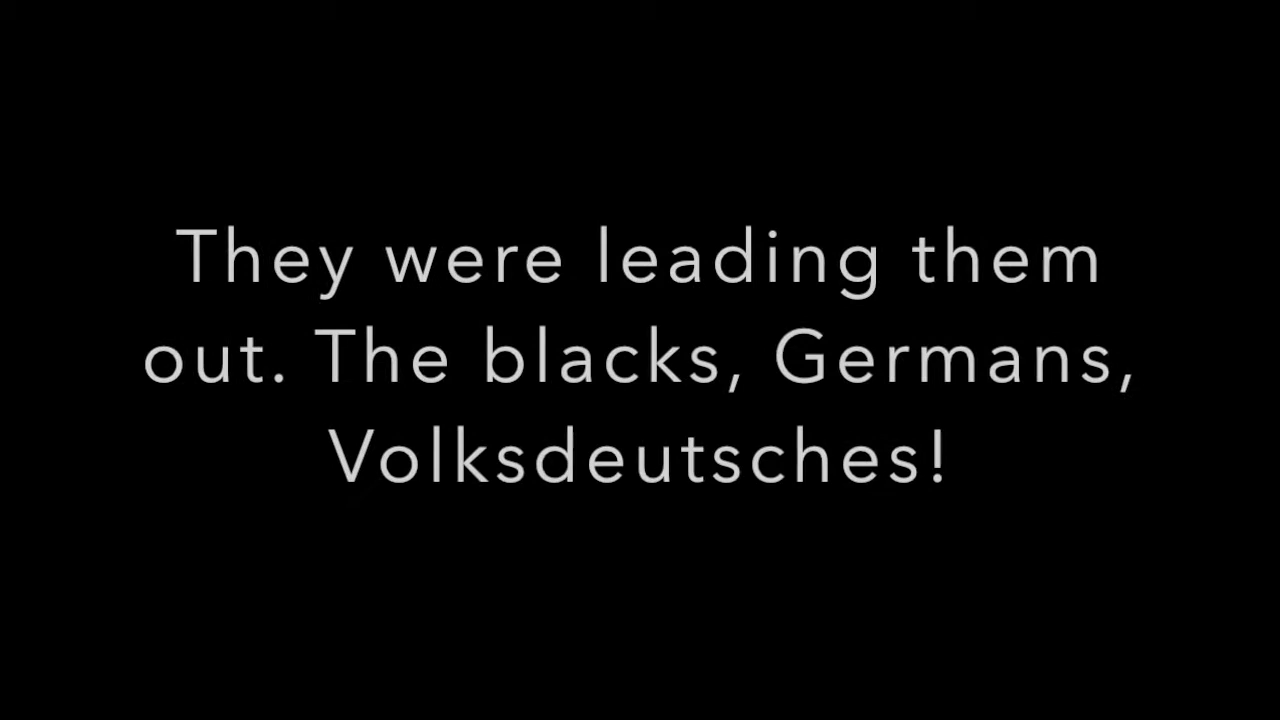 They were leading them
out. The blacks, Germans,
Volksdeutsches!